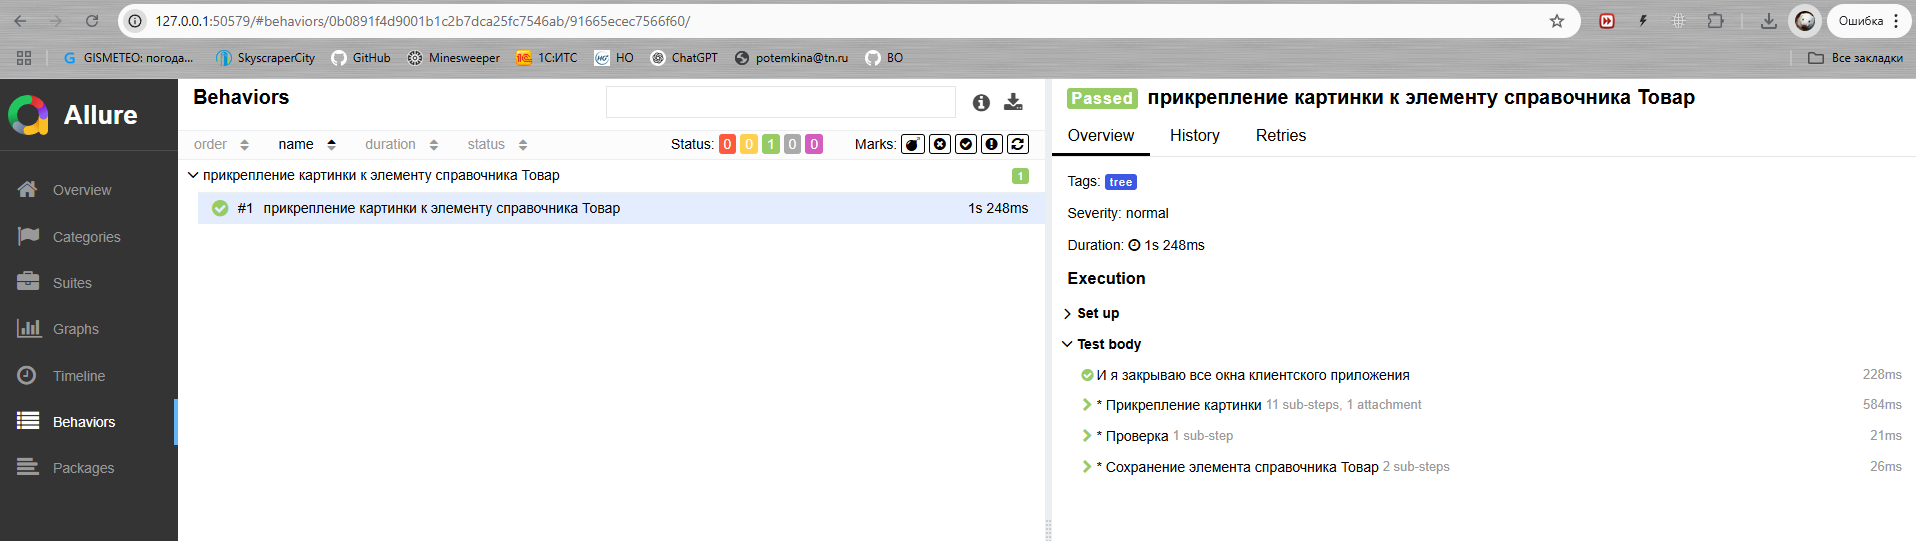 127.0.0.1:50579/#behaviors/0b0891f4d9001b1c2b7dca25fc7546ab/91665ecec7566f60/
Ошибка
GISMETEO: погода...
SkyscraperCity
GitHub
Minesweeper
1С:ИТС
НО
ChatGPT
potemkina@tn.ru
ВО
Все закладки
Allure
Overview
Categories
Suites
Graphs
Timeline
Behaviors
Packages
Behaviors
order name duration status Status: 0 0 1 0 0 Marks:
прикрепление картинки к элементу справочника Товар 1
#1 прикрепление картинки к элементу справочника Товар 1s 248ms
Passed прикрепление картинки к элементу справочника Товар
Overview History Retries
Tags: tree
Severity: normal
Duration: 1s 248ms
Execution
Set up
Test body
И я закрываю все окна клиентского приложения 228ms
* Прикрепление картинки 11 sub-steps, 1 attachment 584ms
* Проверка 1 sub-step 21ms
* Сохранение элемента справочника Товар 2 sub-steps 26ms